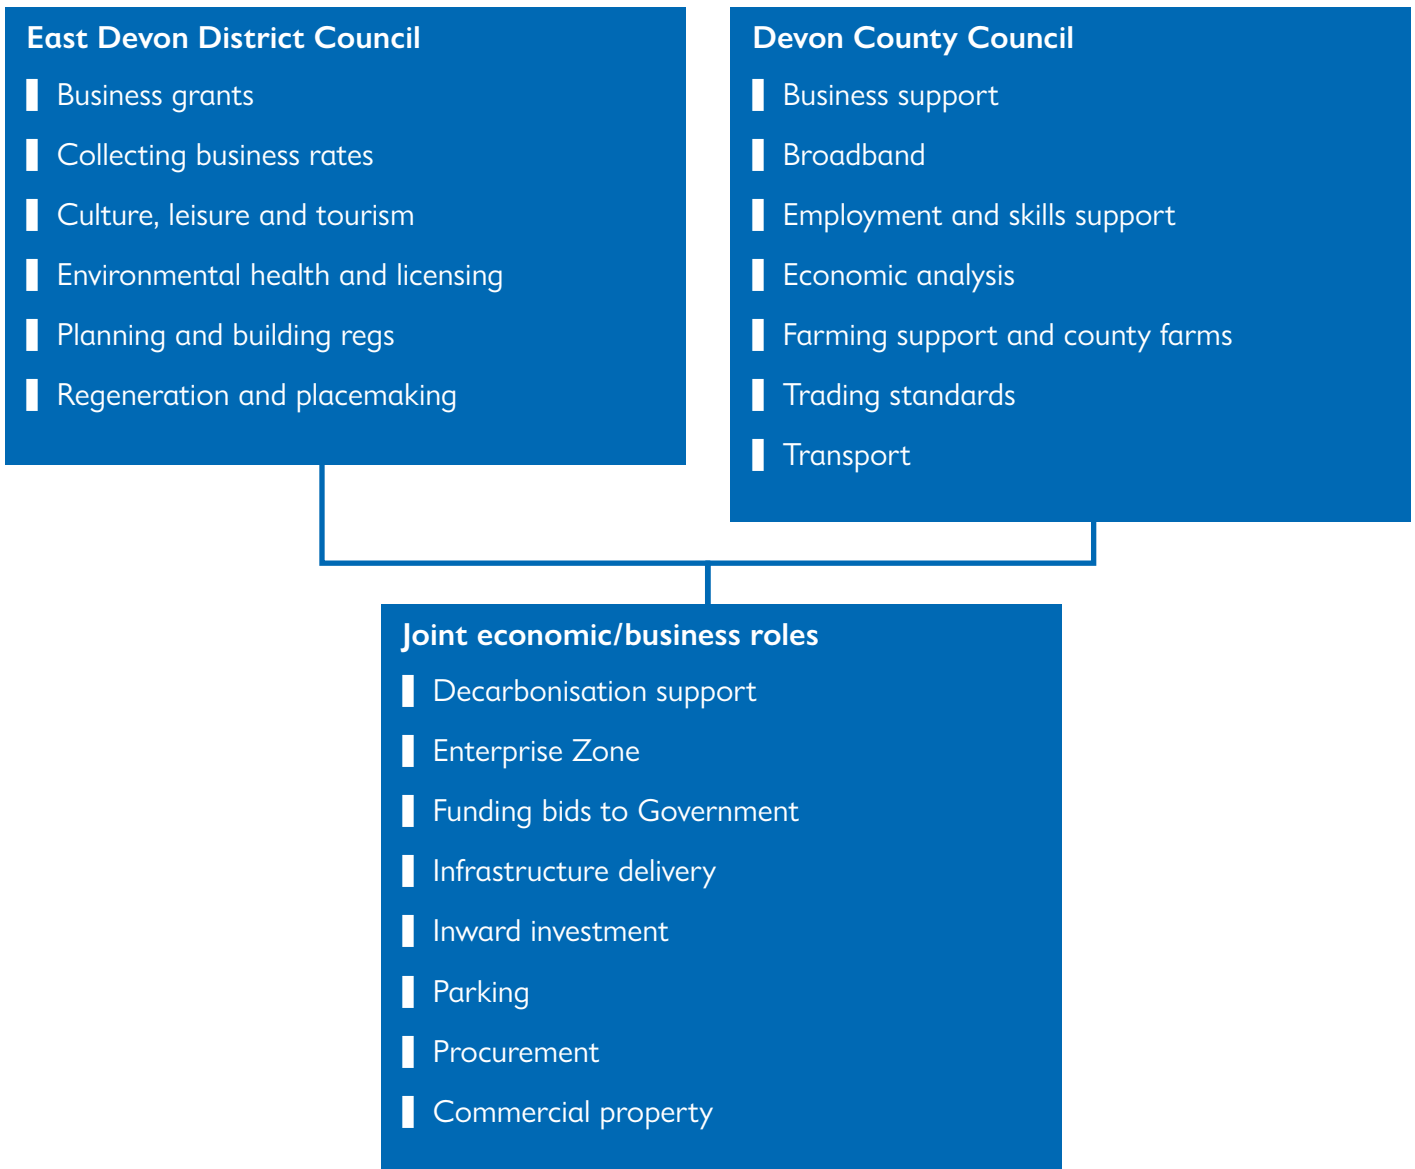 East Devon District Council
Business grants
Collecting business rates
Culture, leisure and tourism
Environmental health and licensing
Planning and building regs
Regeneration and placemaking
Devon County Council
Business support
Broadband
Employment and skills support
Economic analysis
Farming support and county farms
Trading standards
Transport
Joint economic/business roles
Decarbonisation support
Enterprise Zone
Funding bids to Government
Infrastructure delivery
Inward investment
Parking
Procurement
Commercial property